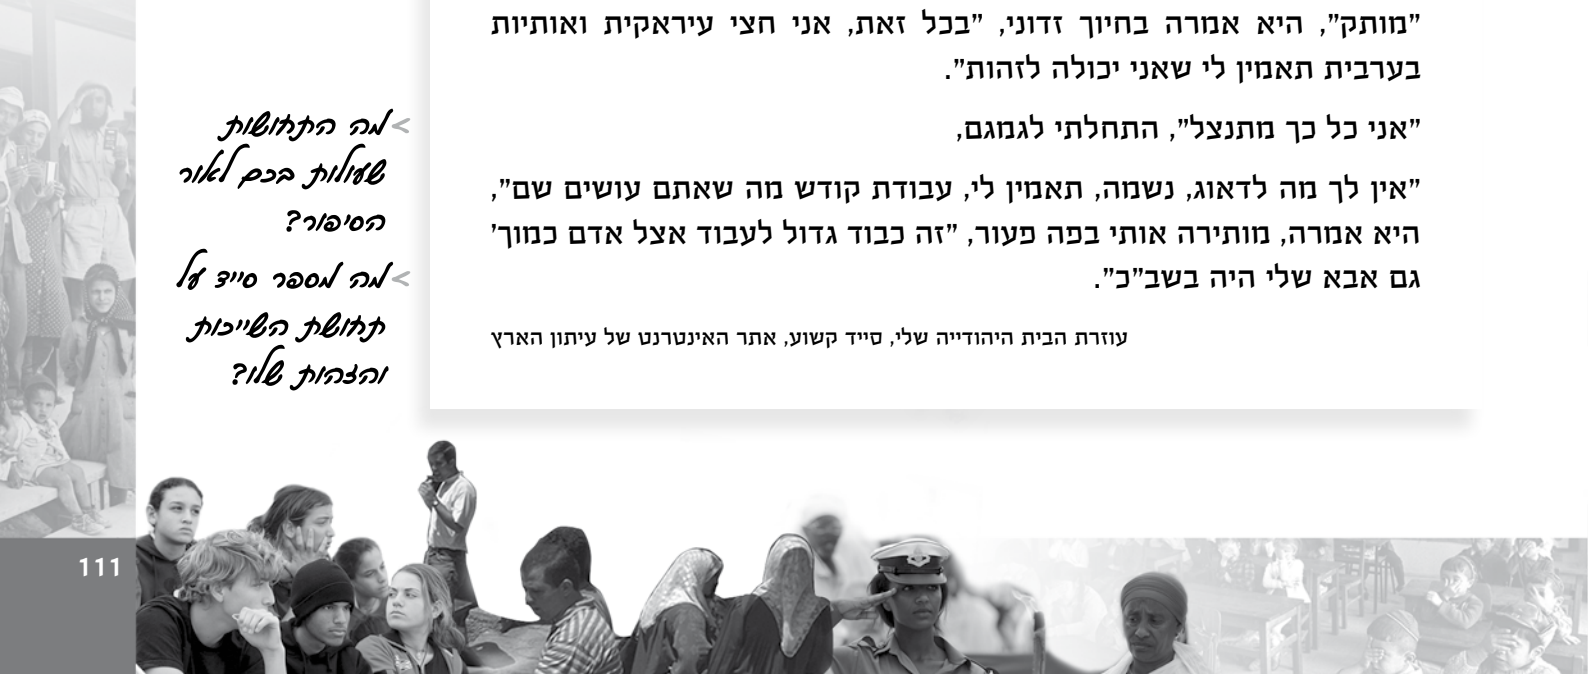 "מותק", היא אמרה בחיוך זדוני, "בכל זאת, אני חצי עיראקית ואותיות
בערבית תאמין לי שאני יכולה לזהות".
"אני כל כך מתנצל", התחלתי לגמגם,
"אין לך מה לדאוג, נשמה, תאמין לי, עבודת קודש מה שאתם עושים שם",
היא אמרה, מותירה אותי בפה פעור, "זה כבוד גדול לעבוד אצל אדם כמוך'
גם אבא שלי היה בשב"כ".
עוזרת הבית היהודייה שלי, סייד קשוע, אתר האינטרנט של עיתון הארץ
> מה התחושות
שעולות בכם לאור
הסיפור?
> מה מספר סייד על
תחושת השייכות
והזהות שלו?
111